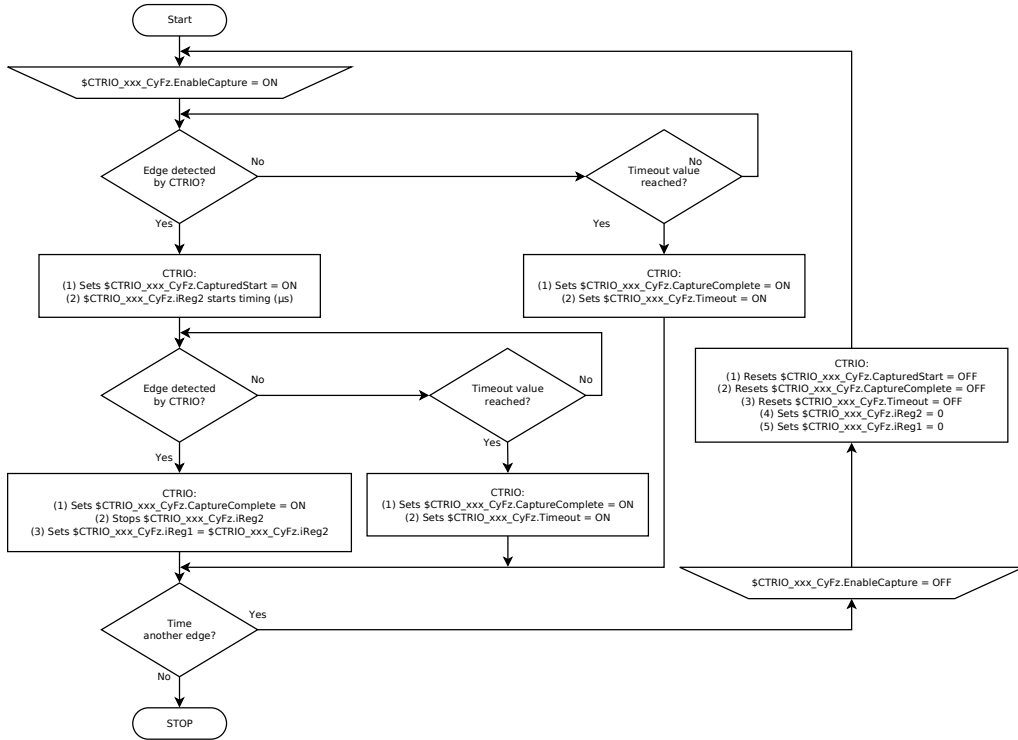 Start
$CTRIO_xxx_CyFz.EnableCapture = ON
Edge detected
by CTRIO?
No
Yes
Timeout value
reached?
No
Yes
CTRIO:
(1) Sets $CTRIO_xxx_CyFz.CapturedStart = ON
(2) $CTRIO_xxx_CyFz.iReg2 starts timing (µs)
CTRIO:
(1) Sets $CTRIO_xxx_CyFz.CaptureComplete = ON
(2) Sets $CTRIO_xxx_CyFz.Timeout = ON
Edge detected
by CTRIO?
No
Yes
Timeout value
reached?
No
Yes
CTRIO:
(1) Resets $CTRIO_xxx_CyFz.CapturedStart = OFF
(2) Resets $CTRIO_xxx_CyFz.CaptureComplete = OFF
(3) Resets $CTRIO_xxx_CyFz.Timeout = OFF
(4) Sets $CTRIO_xxx_CyFz.iReg2 = 0
(5) Sets $CTRIO_xxx_CyFz.iReg1 = 0
CTRIO:
(1) Sets $CTRIO_xxx_CyFz.CaptureComplete = ON
(2) Stops $CTRIO_xxx_CyFz.iReg2
(3) Sets $CTRIO_xxx_CyFz.iReg1 = $CTRIO_xxx_CyFz.iReg2
CTRIO:
(1) Sets $CTRIO_xxx_CyFz.CaptureComplete = ON
(2) Sets $CTRIO_xxx_CyFz.Timeout = ON
$CTRIO_xxx_CyFz.EnableCapture = OFF
Time
another edge?
Yes
No
STOP